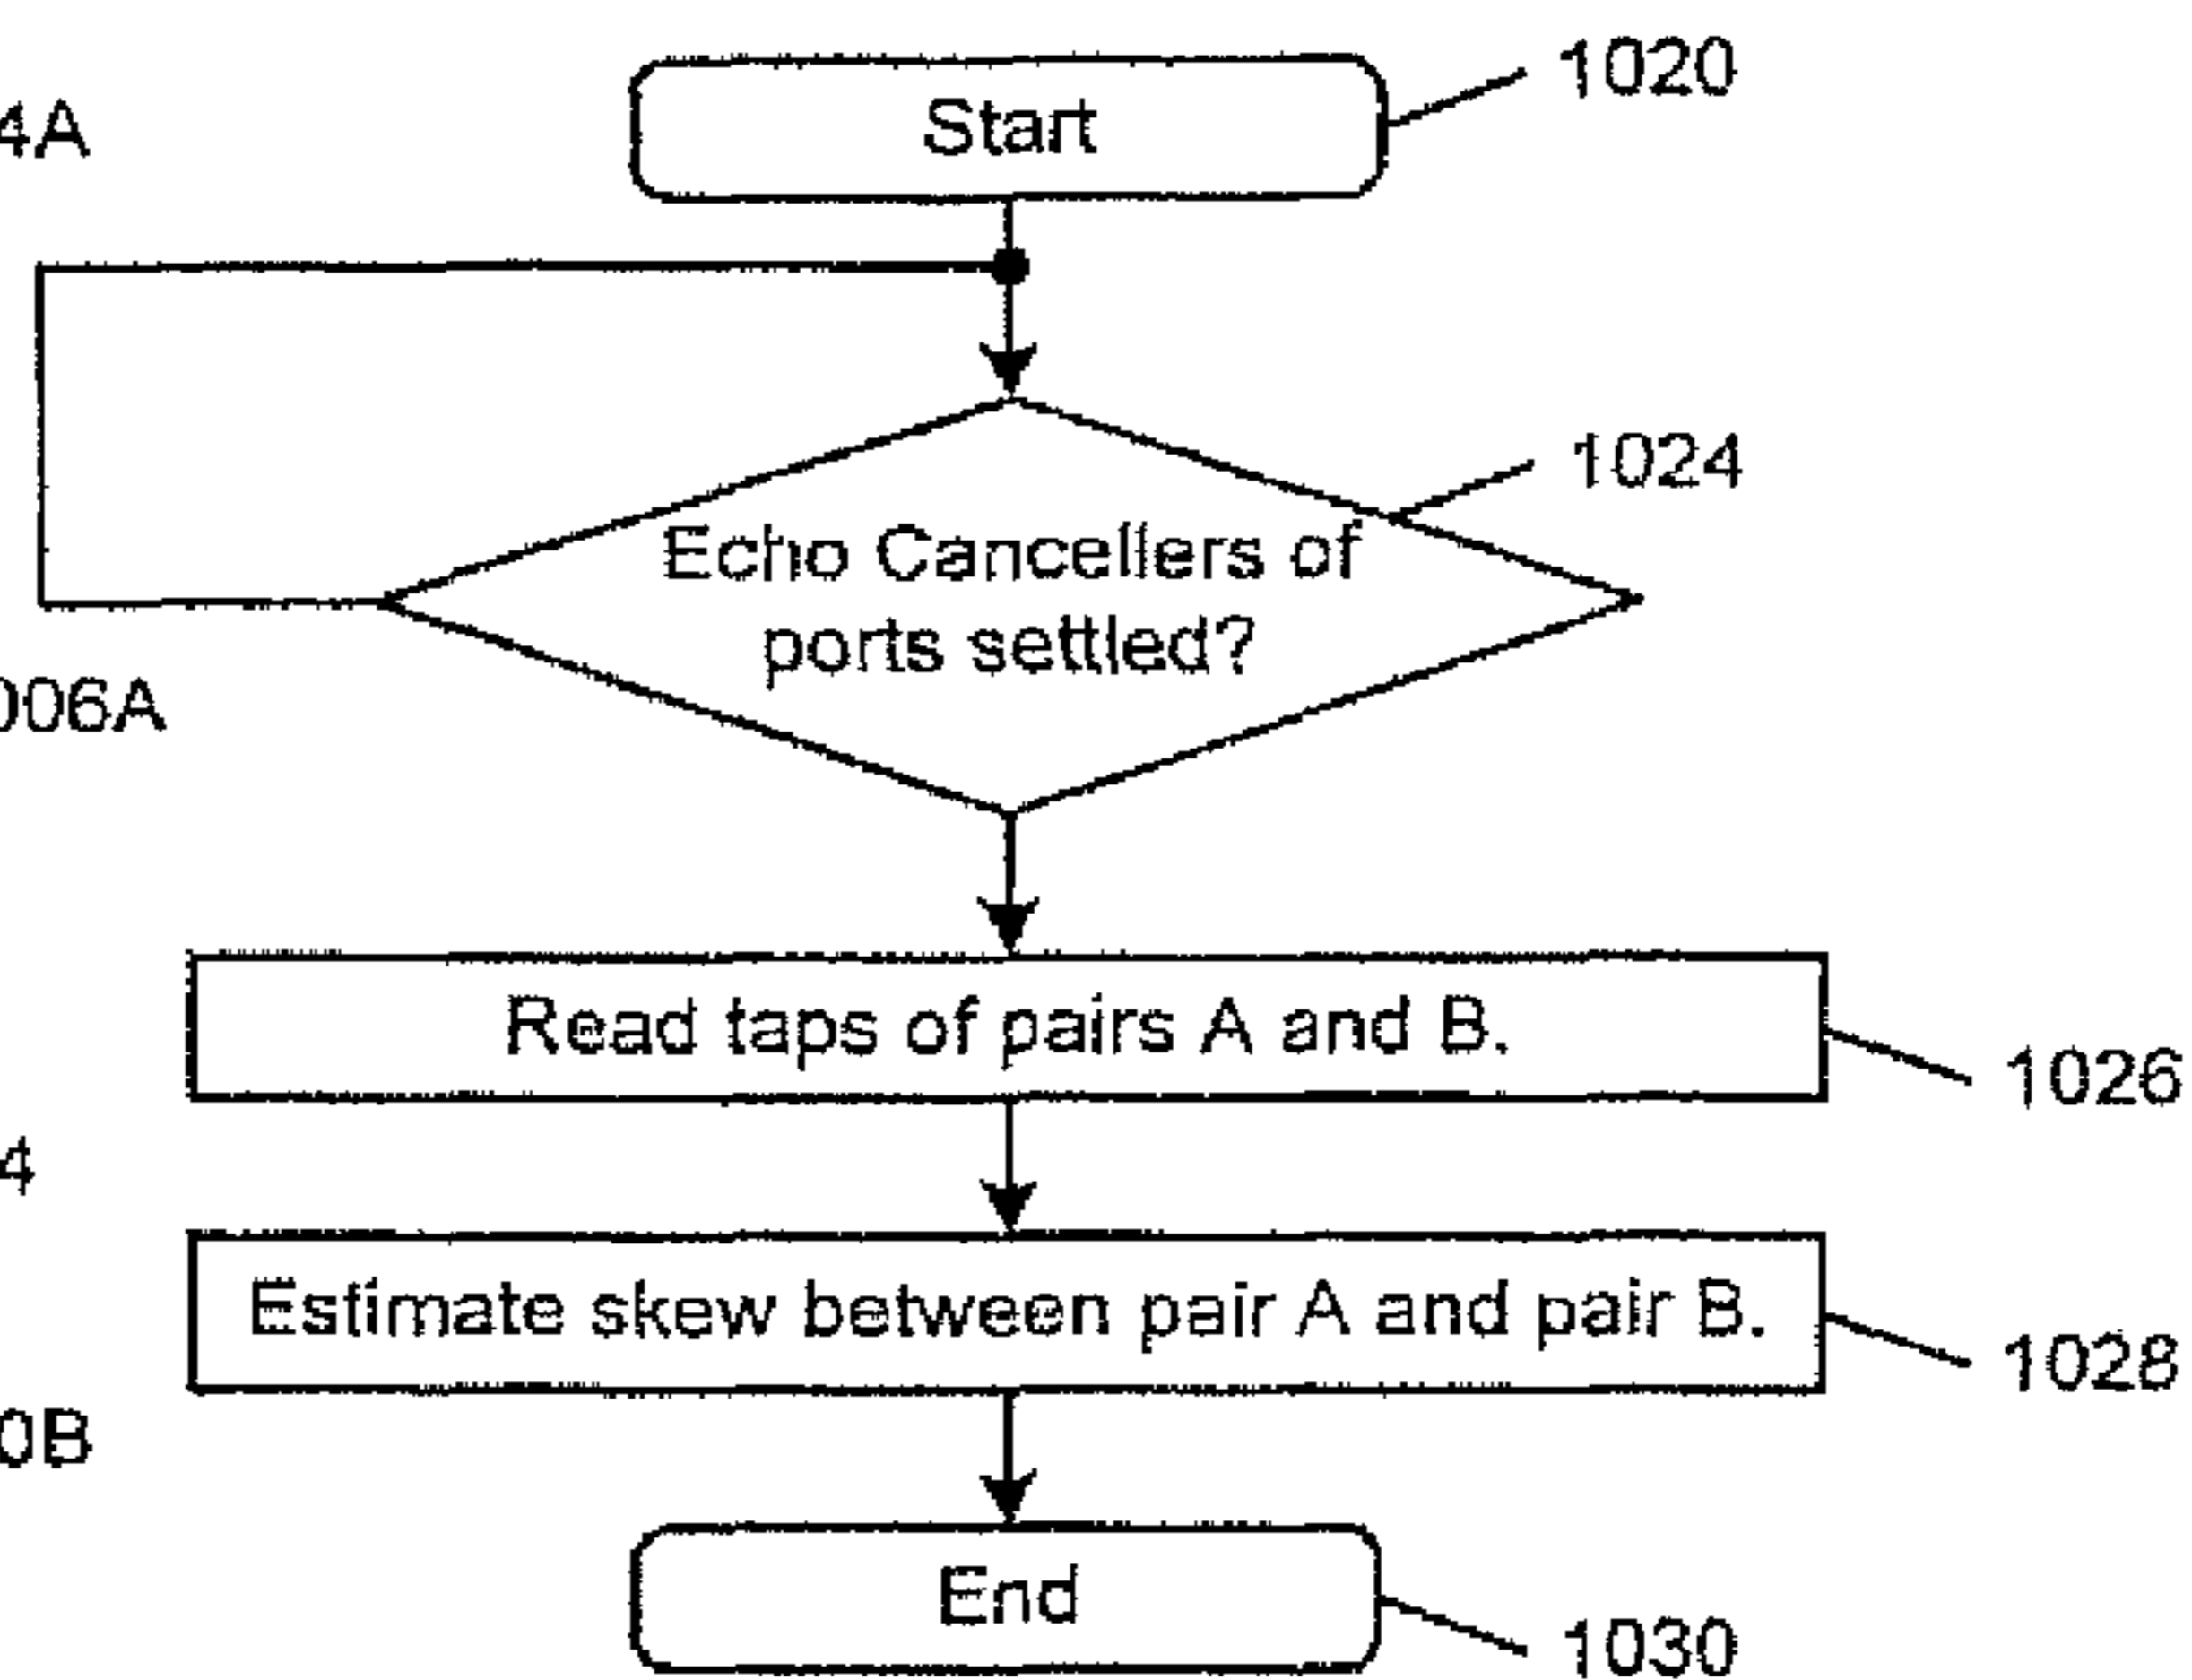 1020
4A
Start
1024
Echo Cancellers of
ports settled?
006A
Read taps of pairs A and B.
1026
4
Estimate skew between pair A and pair B.
1028
0B
End
1030